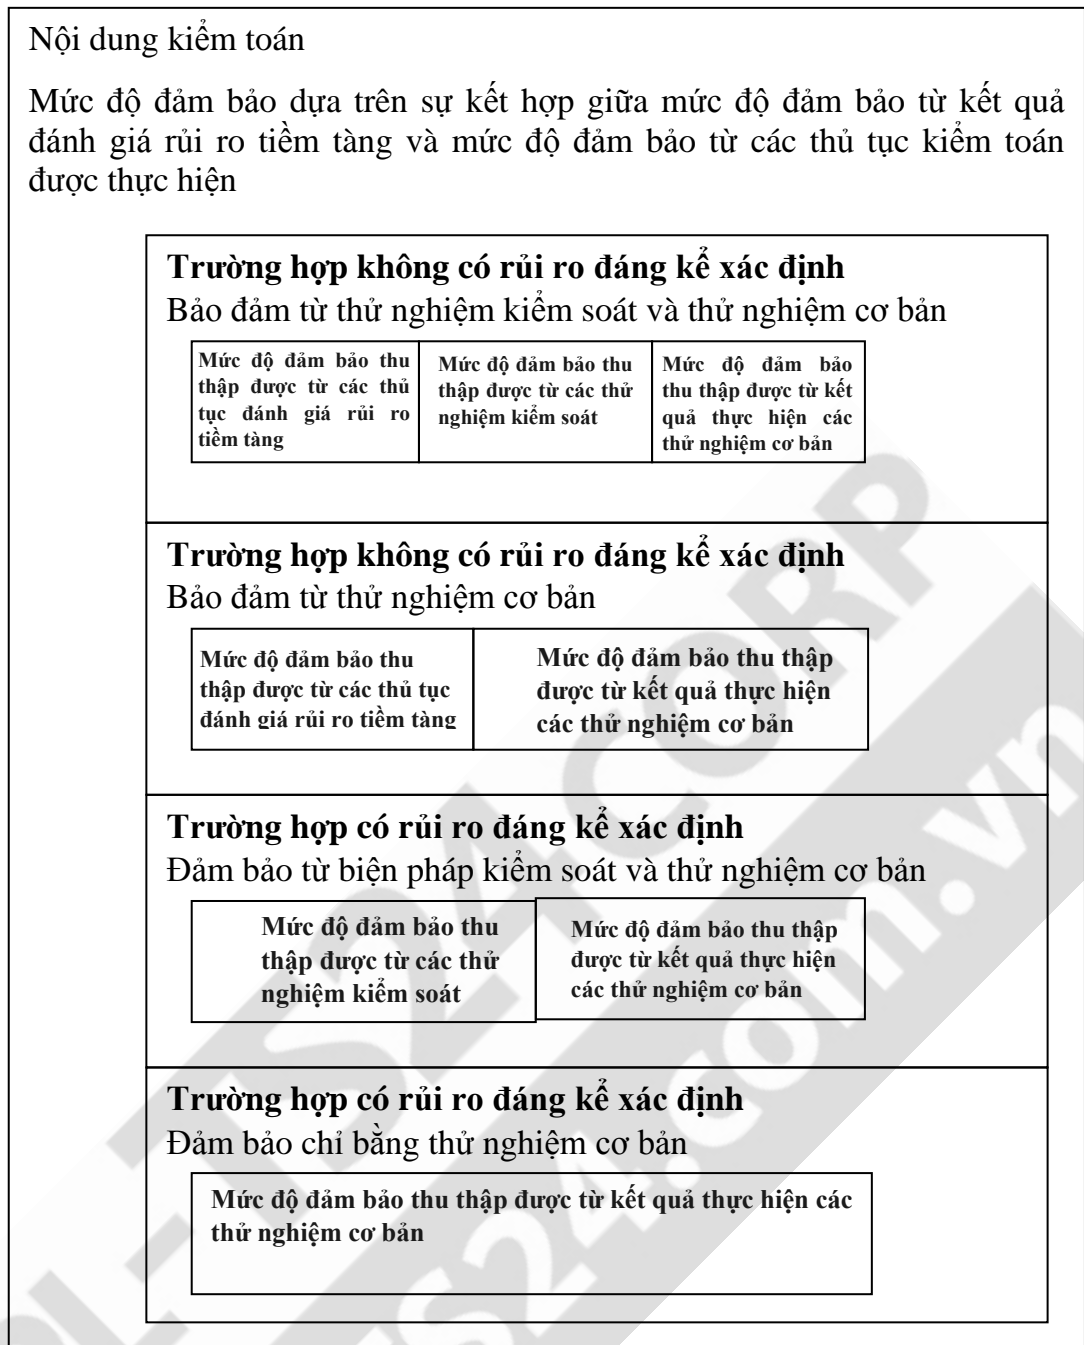 Nội dung kiểm toán
Mức độ đảm bảo dựa trên sự kết hợp giữa mức độ đảm bảo từ kết quả
đánh giá rủi ro tiềm tàng và mức độ đảm bảo từ các thủ tục kiểm toán
được thực hiện
Trường hợp không có rủi ro đáng kể xác định
Bảo đảm từ thử nghiệm kiểm soát và thử nghiệm cơ bản
Mức độ đảm bảo thu
thập được từ các thủ
tục đánh giá rủi ro
tiềm tàng
Mức độ đảm bảo thu
thập được từ các thử
nghiệm kiểm soát
Mức độ đảm bảo
thu thập được từ kết
quả thực hiện các
thử nghiệm cơ bản
Trường hợp không có rủi ro đáng kể xác định
Bảo đảm từ thử nghiệm cơ bản
Mức độ đảm bảo thu
thập được từ các thủ tục
đánh giá rủi ro tiềm tàng
Mức độ đảm bảo thu thập
được từ kết quả thực hiện
các thử nghiệm cơ bản
Trường hợp có rủi ro đáng kể xác định
Đảm bảo từ biện pháp kiểm soát và thử nghiệm cơ bản
Mức độ đảm bảo thu
thập được từ các thử
nghiệm kiểm soát
Mức độ đảm bảo thu thập
được từ kết quả thực hiện
các thử nghiệm cơ bản
Trường hợp có rủi ro đáng kể xác định
Đảm bảo chỉ bằng thử nghiệm cơ bản
Mức độ đảm bảo thu thập được từ kết quả thực hiện các
thử nghiệm cơ bản